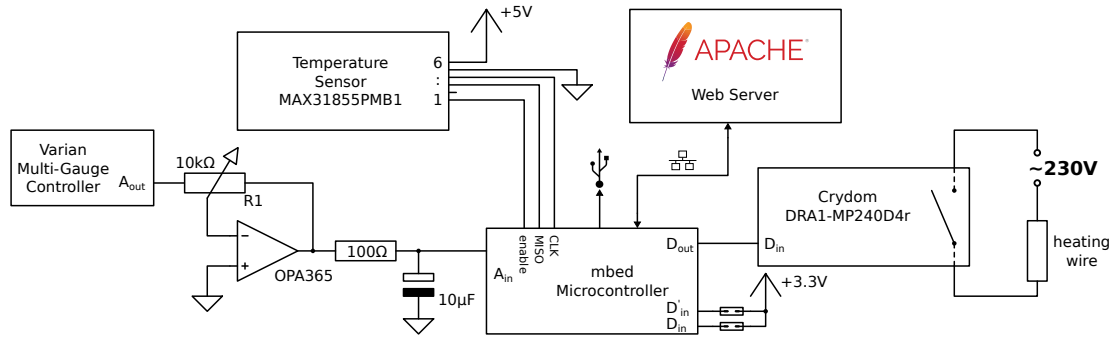 +5V
Temperature
Sensor
MAX31855PMB1
6
:
1
APACHE
Web Server
Varian
Multi-Gauge
Controller
Aout
10kΩ
R1
OPA365
100Ω
10µF
enable
MISO
CLK
Ain
mbed
Microcontroller
Dout
D'in
Din
+3.3V
Crydom
DRA1-MP240D4r
Din
~230V
heating
wire